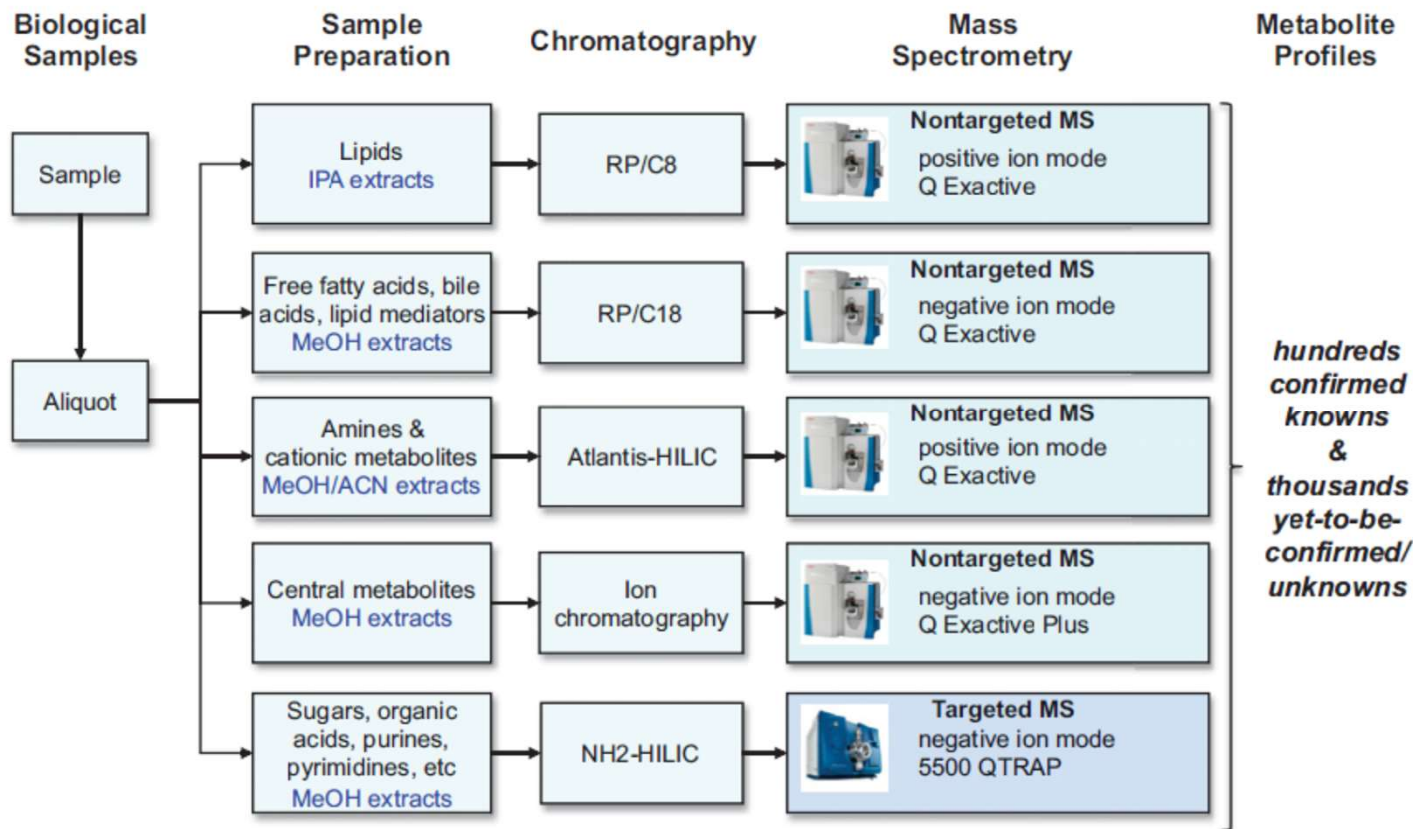 Biological
Samples
Sample
Preparation
Chromatography
Mass
Spectrometry
Metabolite
Profiles
Sample
Aliquot
Lipids
IPA extracts
RP/C8
Nontargeted MS
positive ion mode
Q Exactive
Free fatty acids, bile
acids, lipid mediators
MeOH extracts
RP/C18
Nontargeted MS
negative ion mode
Q Exactive
Amines &
cationic metabolites
MeOH/ACN extracts
Atlantis-HILIC
Nontargeted MS
positive ion mode
Q Exactive
Central metabolites
MeOH extracts
Ion
chromatography
Nontargeted MS
negative ion mode
Q Exactive Plus
Sugars, organic
acids, purines,
pyrimidines, etc
MeOH extracts
NH2-HILIC
Targeted MS
negative ion mode
5500 QTRAP
hundreds
confirmed
knowns
&
thousands
yet-to-be-
confirmed/
unknowns